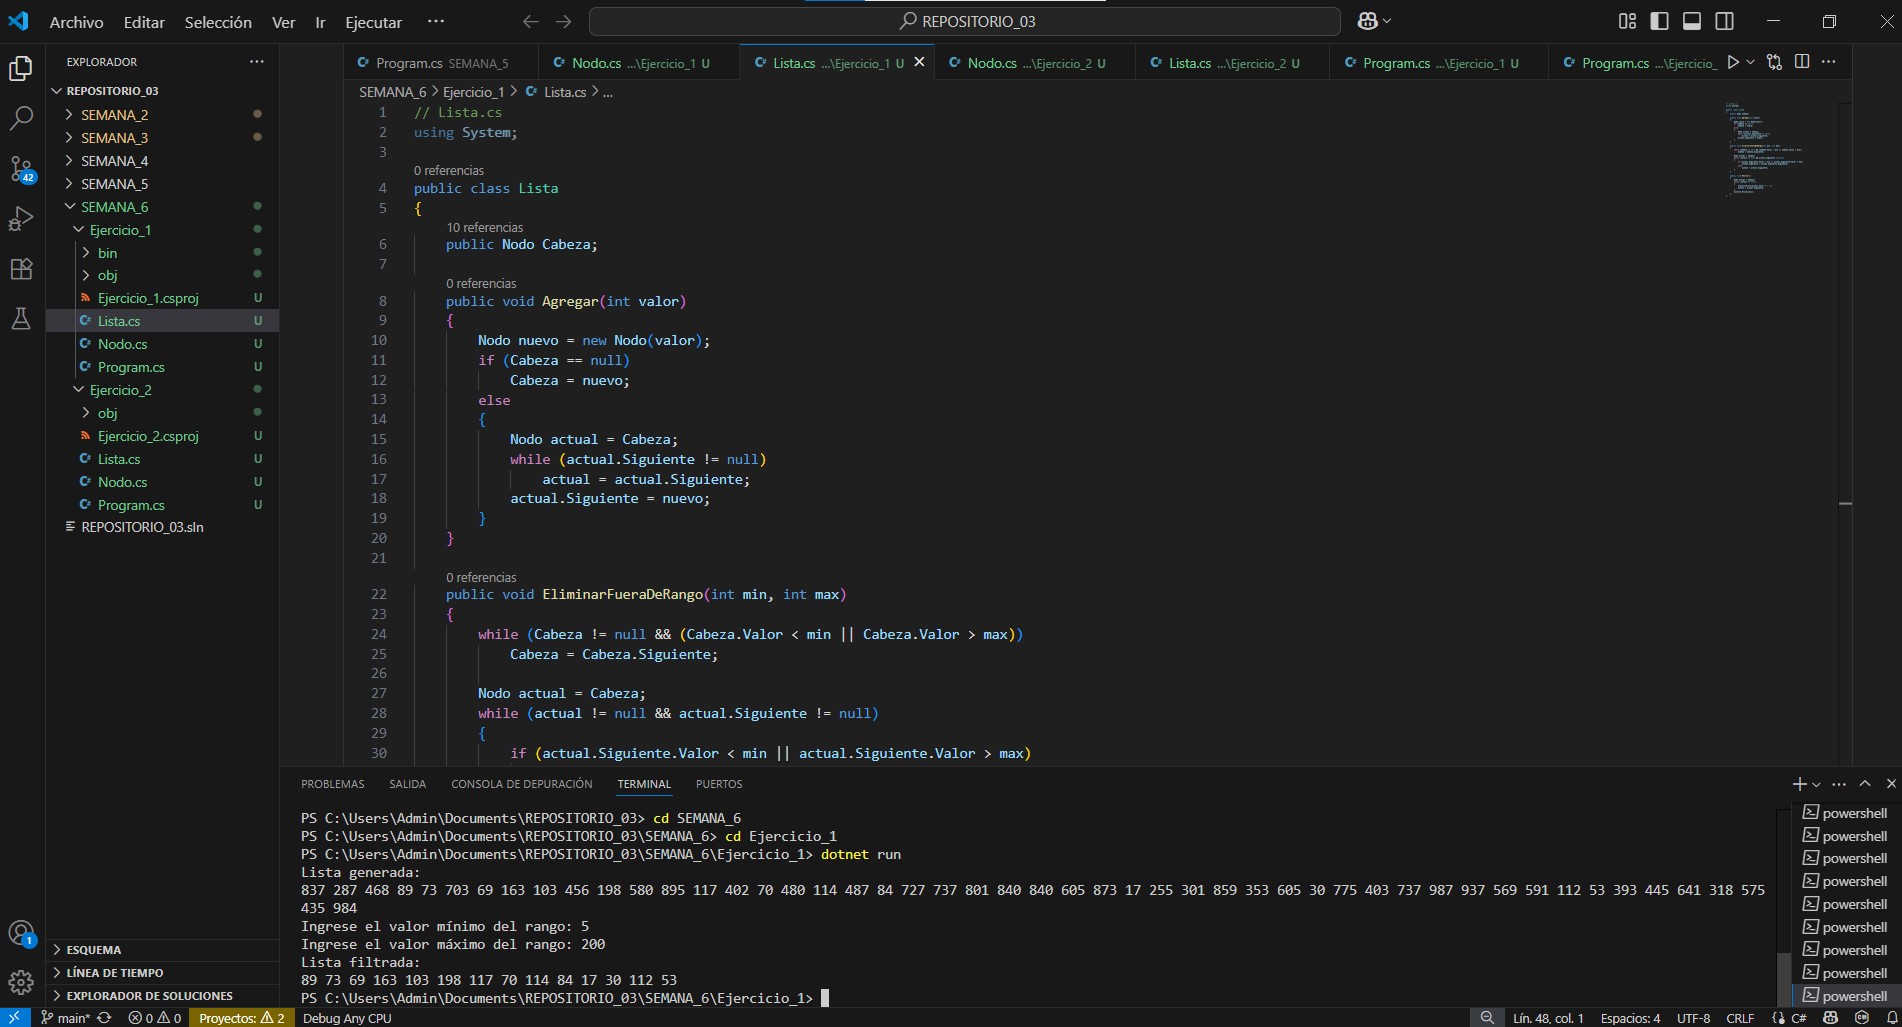 Archivo Editar Selección Ver Ir Ejecutar ··· REPOSITORIO_03
EXPLORADOR ···
REPOSITORIO_03
SEMANA_2
SEMANA_3
SEMANA_4
SEMANA_5
SEMANA_6
Ejercicio_1
bin
obj
Ejercicio_1.csproj U
Lista.cs U
Nodo.cs U
Program.cs U
Ejercicio_2
obj
Ejercicio_2.csproj U
Lista.cs U
Nodo.cs U
Program.cs U
REPOSITORIO_03.sln
ESQUEMA
LÍNEA DE TIEMPO
EXPLORADOR DE SOLUCIONES
42
1
Program.cs SEMANA_5 Nodo.cs ...\Ejercicio_1 U Lista.cs ...\Ejercicio_1 U Nodo.cs ...\Ejercicio_2 U Lista.cs ...\Ejercicio_2 U Program.cs ...\Ejercicio_1 U Program.cs ...\Ejercicio_
SEMANA_6 > Ejercicio_1 > Lista.cs > ...
1 // Lista.cs
2 using System;
3
0 referencias
4 public class Lista
5 {
10 referencias
6 public Nodo Cabeza;
7
0 referencias
8 public void Agregar(int valor)
9 {
10 Nodo nuevo = new Nodo(valor);
11 if (Cabeza == null)
12 Cabeza = nuevo;
13 else
14 {
15 Nodo actual = Cabeza;
16 while (actual.Siguiente != null)
17 actual = actual.Siguiente;
18 actual.Siguiente = nuevo;
19 }
20 }
21
0 referencias
22 public void EliminarFueraDeRango(int min, int max)
23 {
24 while (Cabeza != null && (Cabeza.Valor < min || Cabeza.Valor > max))
25 Cabeza = Cabeza.Siguiente;
26
27 Nodo actual = Cabeza;
28 while (actual != null && actual.Siguiente != null)
29 {
30 if (actual.Siguiente.Valor < min || actual.Siguiente.Valor > max)
PROBLEMAS SALIDA CONSOLA DE DEPURACIÓN TERMINAL PUERTOS
PS C:\Users\Admin\Documents\REPOSITORIO_03> cd SEMANA_6
PS C:\Users\Admin\Documents\REPOSITORIO_03\SEMANA_6> cd Ejercicio_1
PS C:\Users\Admin\Documents\REPOSITORIO_03\SEMANA_6\Ejercicio_1> dotnet run
Lista generada:
837 287 468 89 73 703 69 163 103 456 198 580 895 117 402 70 480 114 487 84 727 737 801 840 840 605 873 17 255 301 859 353 605 30 775 403 737 987 937 569 591 112 53 393 445 641 318 575
435 984
Ingrese el valor mínimo del rango: 5
Ingrese el valor máximo del rango: 200
Lista filtrada:
89 73 69 163 103 198 117 70 114 84 17 30 112 53
PS C:\Users\Admin\Documents\REPOSITORIO_03\SEMANA_6\Ejercicio_1>
powershell
powershell
powershell
powershell
powershell
powershell
powershell
powershell
powershell
main* 0 0 Proyectos: 2 Debug Any CPU Lín. 48, col. 1 Espacios: 4 UTF-8 CRLF {} C#